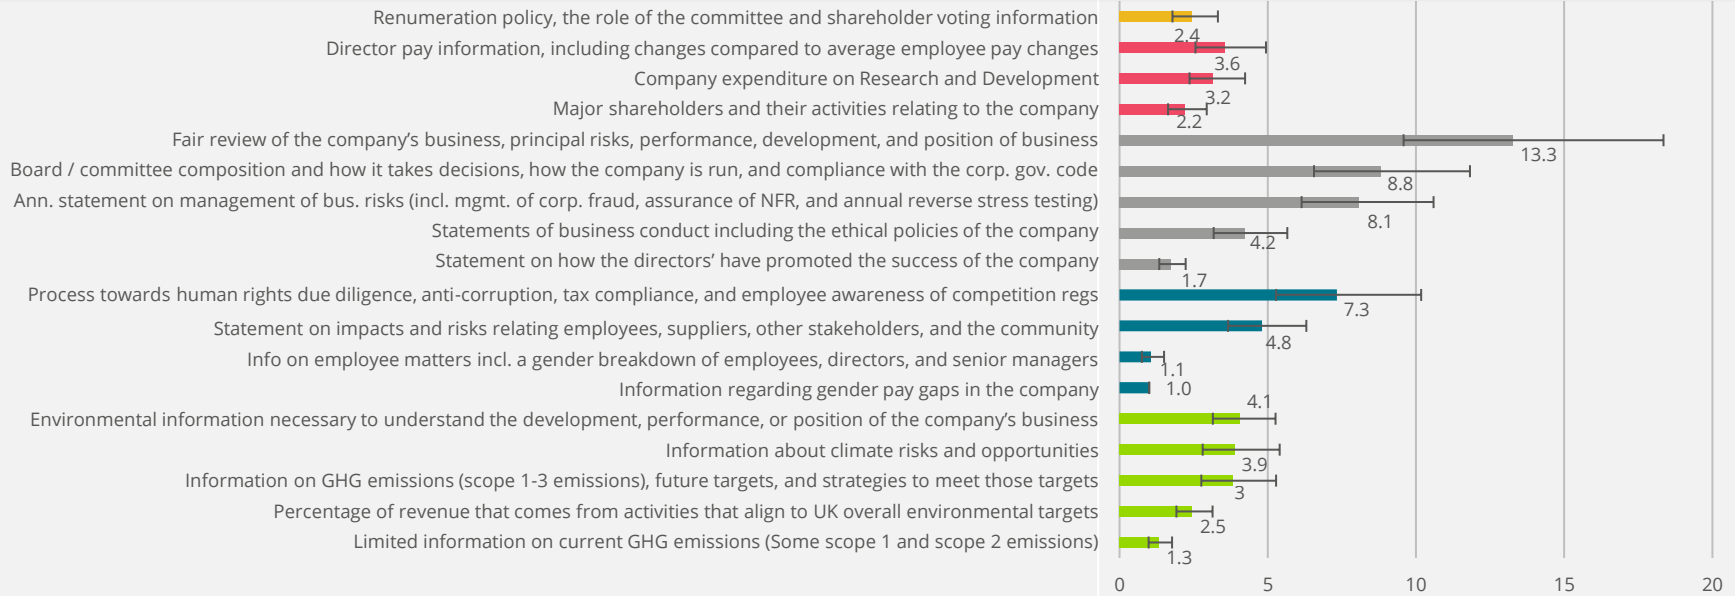 Renumeration policy, the role of the committee and shareholder voting information
2.4
Director pay information, including changes compared to average employee pay changes
3.6
Company expenditure on Research and Development
3.2
Major shareholders and their activities relating to the company
2.2
Fair review of the company’s business, principal risks, performance, development, and position of business
13.3
Board / committee composition and how it takes decisions, how the company is run, and compliance with the corp. gov. code
8.8
Ann. statement on management of bus. risks (incl. mgmt. of corp. fraud, assurance of NFR, and annual reverse stress testing)
8.1
Statements of business conduct including the ethical policies of the company
4.2
Statement on how the directors’ have promoted the success of the company
1.7
Process towards human rights due diligence, anti-corruption, tax compliance, and employee awareness of competition regs
7.3
Statement on impacts and risks relating employees, suppliers, other stakeholders, and the community
4.8
Info on employee matters incl. a gender breakdown of employees, directors, and senior managers
1.1
Information regarding gender pay gaps in the company
1.0
Environmental information necessary to understand the development, performance, or position of the company’s business
4.1
Information about climate risks and opportunities
3.9
Information on GHG emissions (scope 1-3 emissions), future targets, and strategies to meet those targets
3
Percentage of revenue that comes from activities that align to UK overall environmental targets
2.5
Limited information on current GHG emissions (Some scope 1 and scope 2 emissions)
1.3
0 5 10 15 20